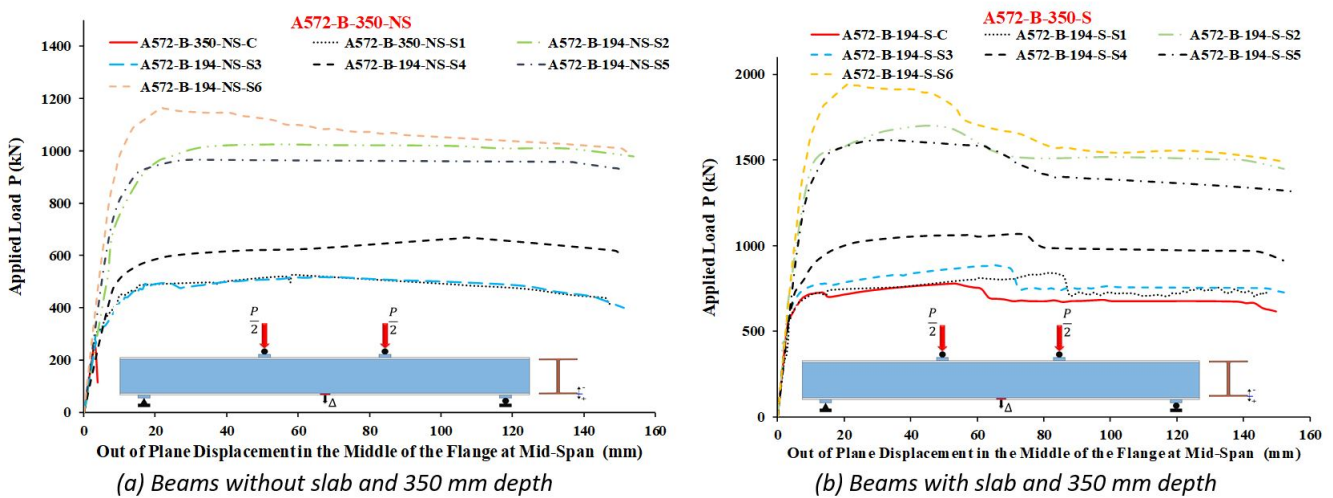 A572-B-350-NS
A572-B-350-NS-C
A572-B-350-NS-S1
A572-B-194-NS-S2
A572-B-194-NS-S3
A572-B-194-NS-S4
A572-B-194-NS-S5
A572-B-194-NS-S6
Applied Load P (kN)
1400
1200
1000
800
600
400
200
0
P/2
P/2
Δ
0 20 40 60 80 100 120 140 160
Out of Plane Displacement in the Middle of the Flange at Mid-Span (mm)
(a) Beams without slab and 350 mm depth
A572-B-350-S
A572-B-194-S-C
A572-B-194-S-S1
A572-B-194-S-S2
A572-B-194-S-S3
A572-B-194-S-S4
A572-B-194-S-S5
A572-B-194-S-S6
Applied Load P (kN)
2000
1500
1000
500
0
P/2
P/2
Δ
0 20 40 60 80 100 120 140 160
Out of Plane Displacement in the Middle of the Flange at Mid-Span (mm)
(b) Beams with slab and 350 mm depth